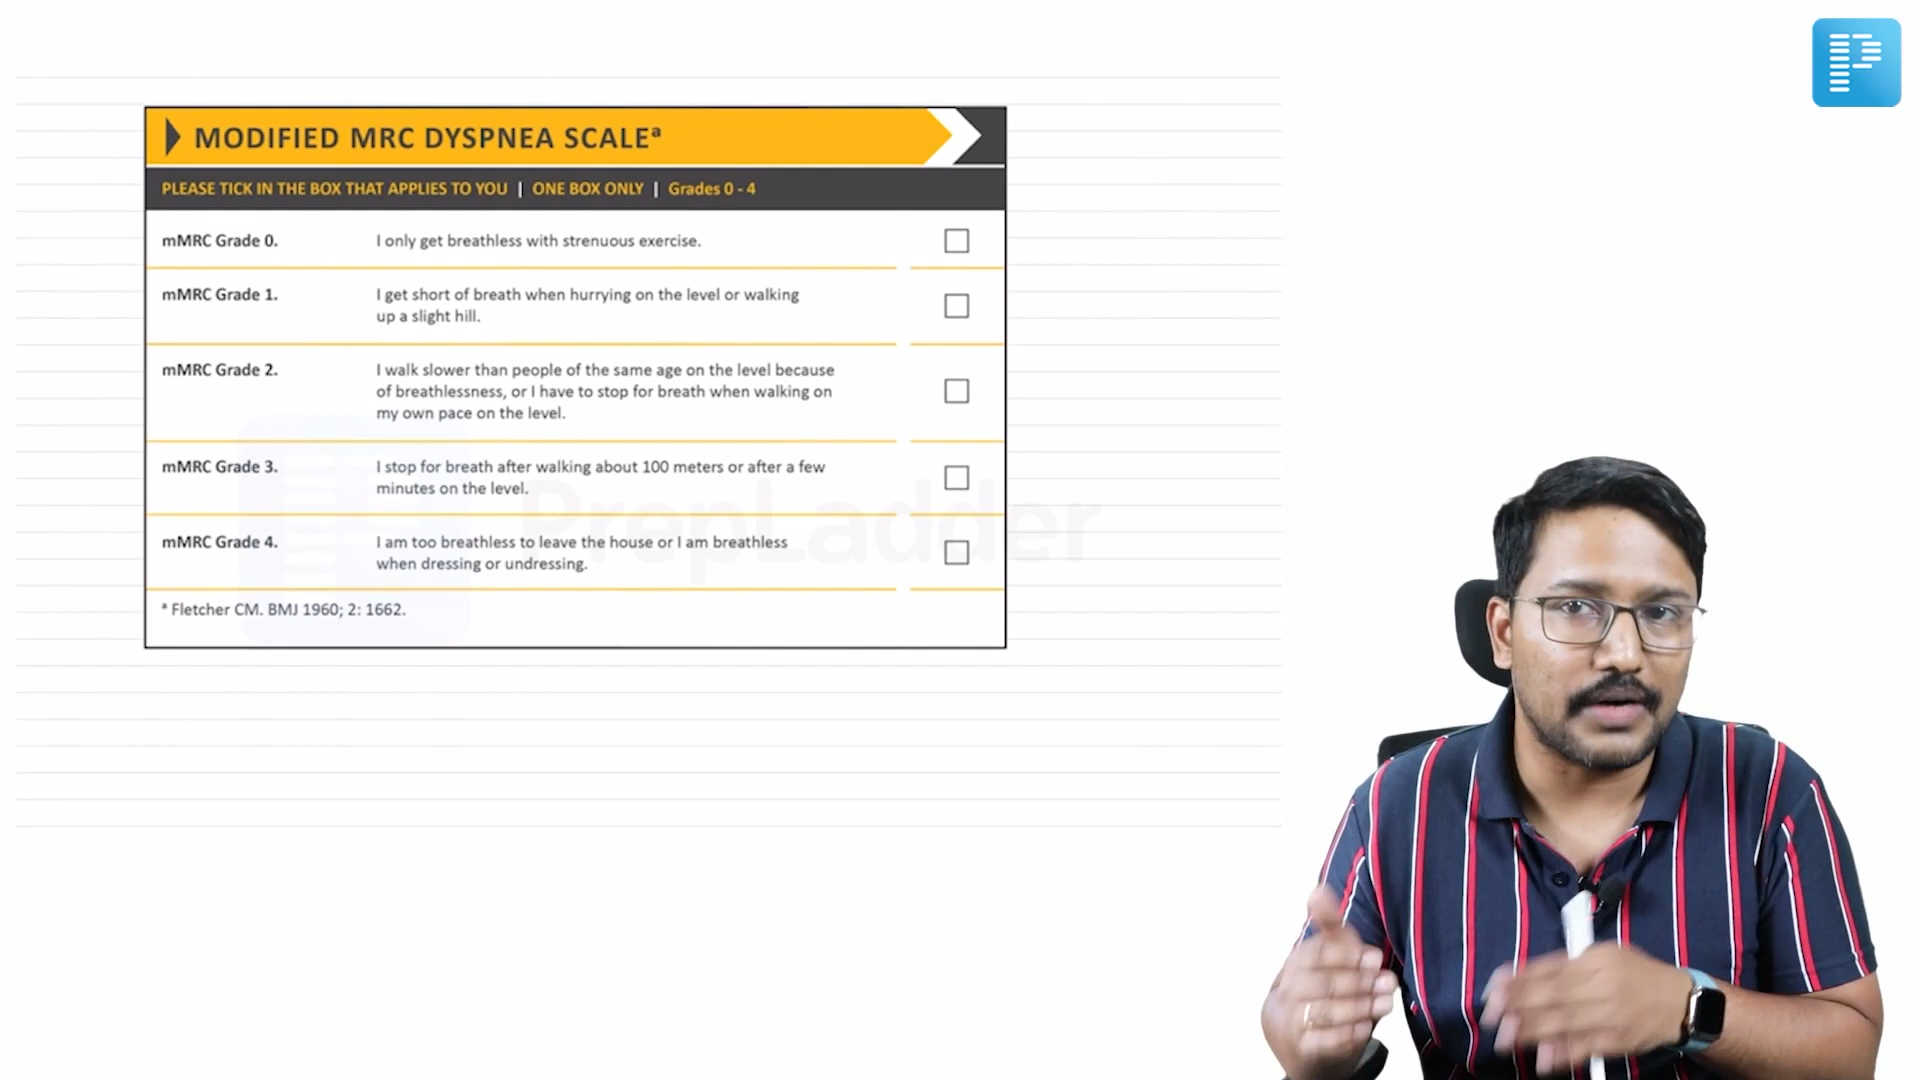 MODIFIED MRC DYSPNEA SCALEᵃ
PLEASE TICK IN THE BOX THAT APPLIES TO YOU | ONE BOX ONLY | Grades 0 - 4
mMRC Grade 0. I only get breathless with strenuous exercise.
mMRC Grade 1. I get short of breath when hurrying on the level or walking
up a slight hill.
mMRC Grade 2. I walk slower than people of the same age on the level because
of breathlessness, or I have to stop for breath when walking on
my own pace on the level.
mMRC Grade 3. I stop for breath after walking about 100 meters or after a few
minutes on the level.
mMRC Grade 4. I am too breathless to leave the house or I am breathless
when dressing or undressing.
ᵃ Fletcher CM. BMJ 1960; 2: 1662.
PrepLadder